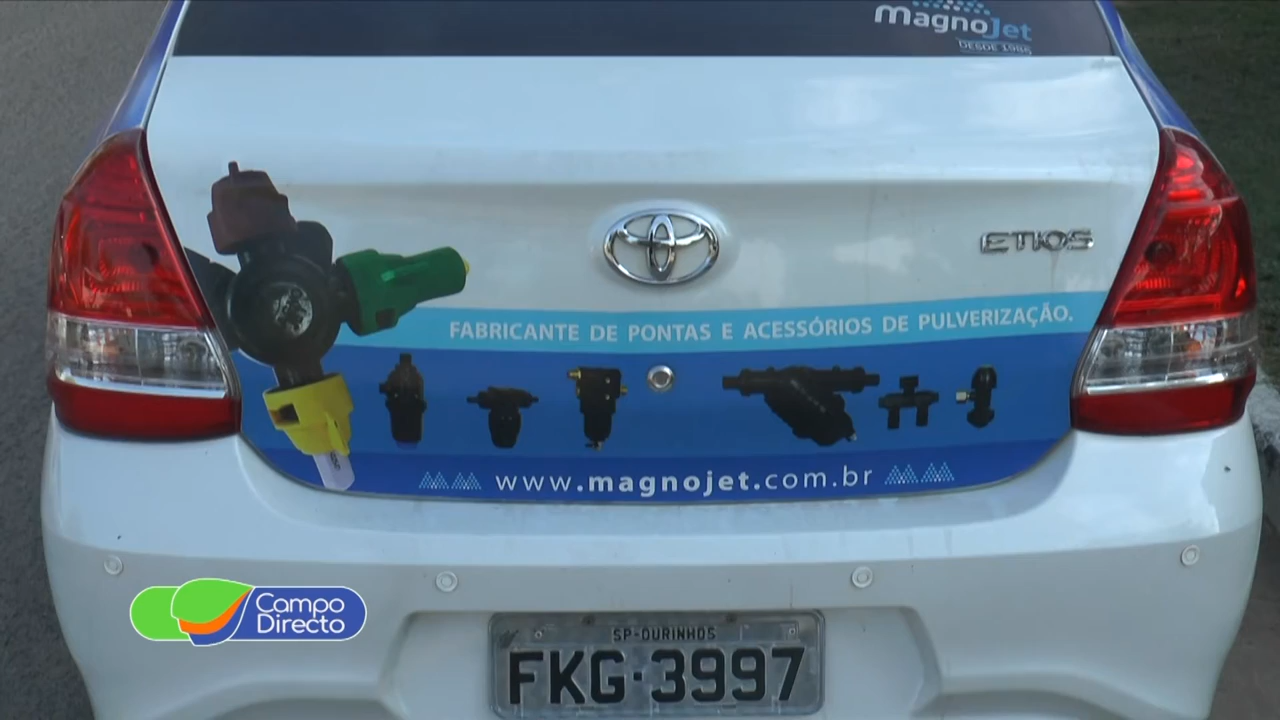 MagnoJet
DESDE 1986
ETIOS
FABRICANTE DE PONTAS E ACESSÓRIOS DE PULVERIZAÇÃO.
www.magnojet.com.br
Campo
Directo
SP-OURINHOS
FKG·3997